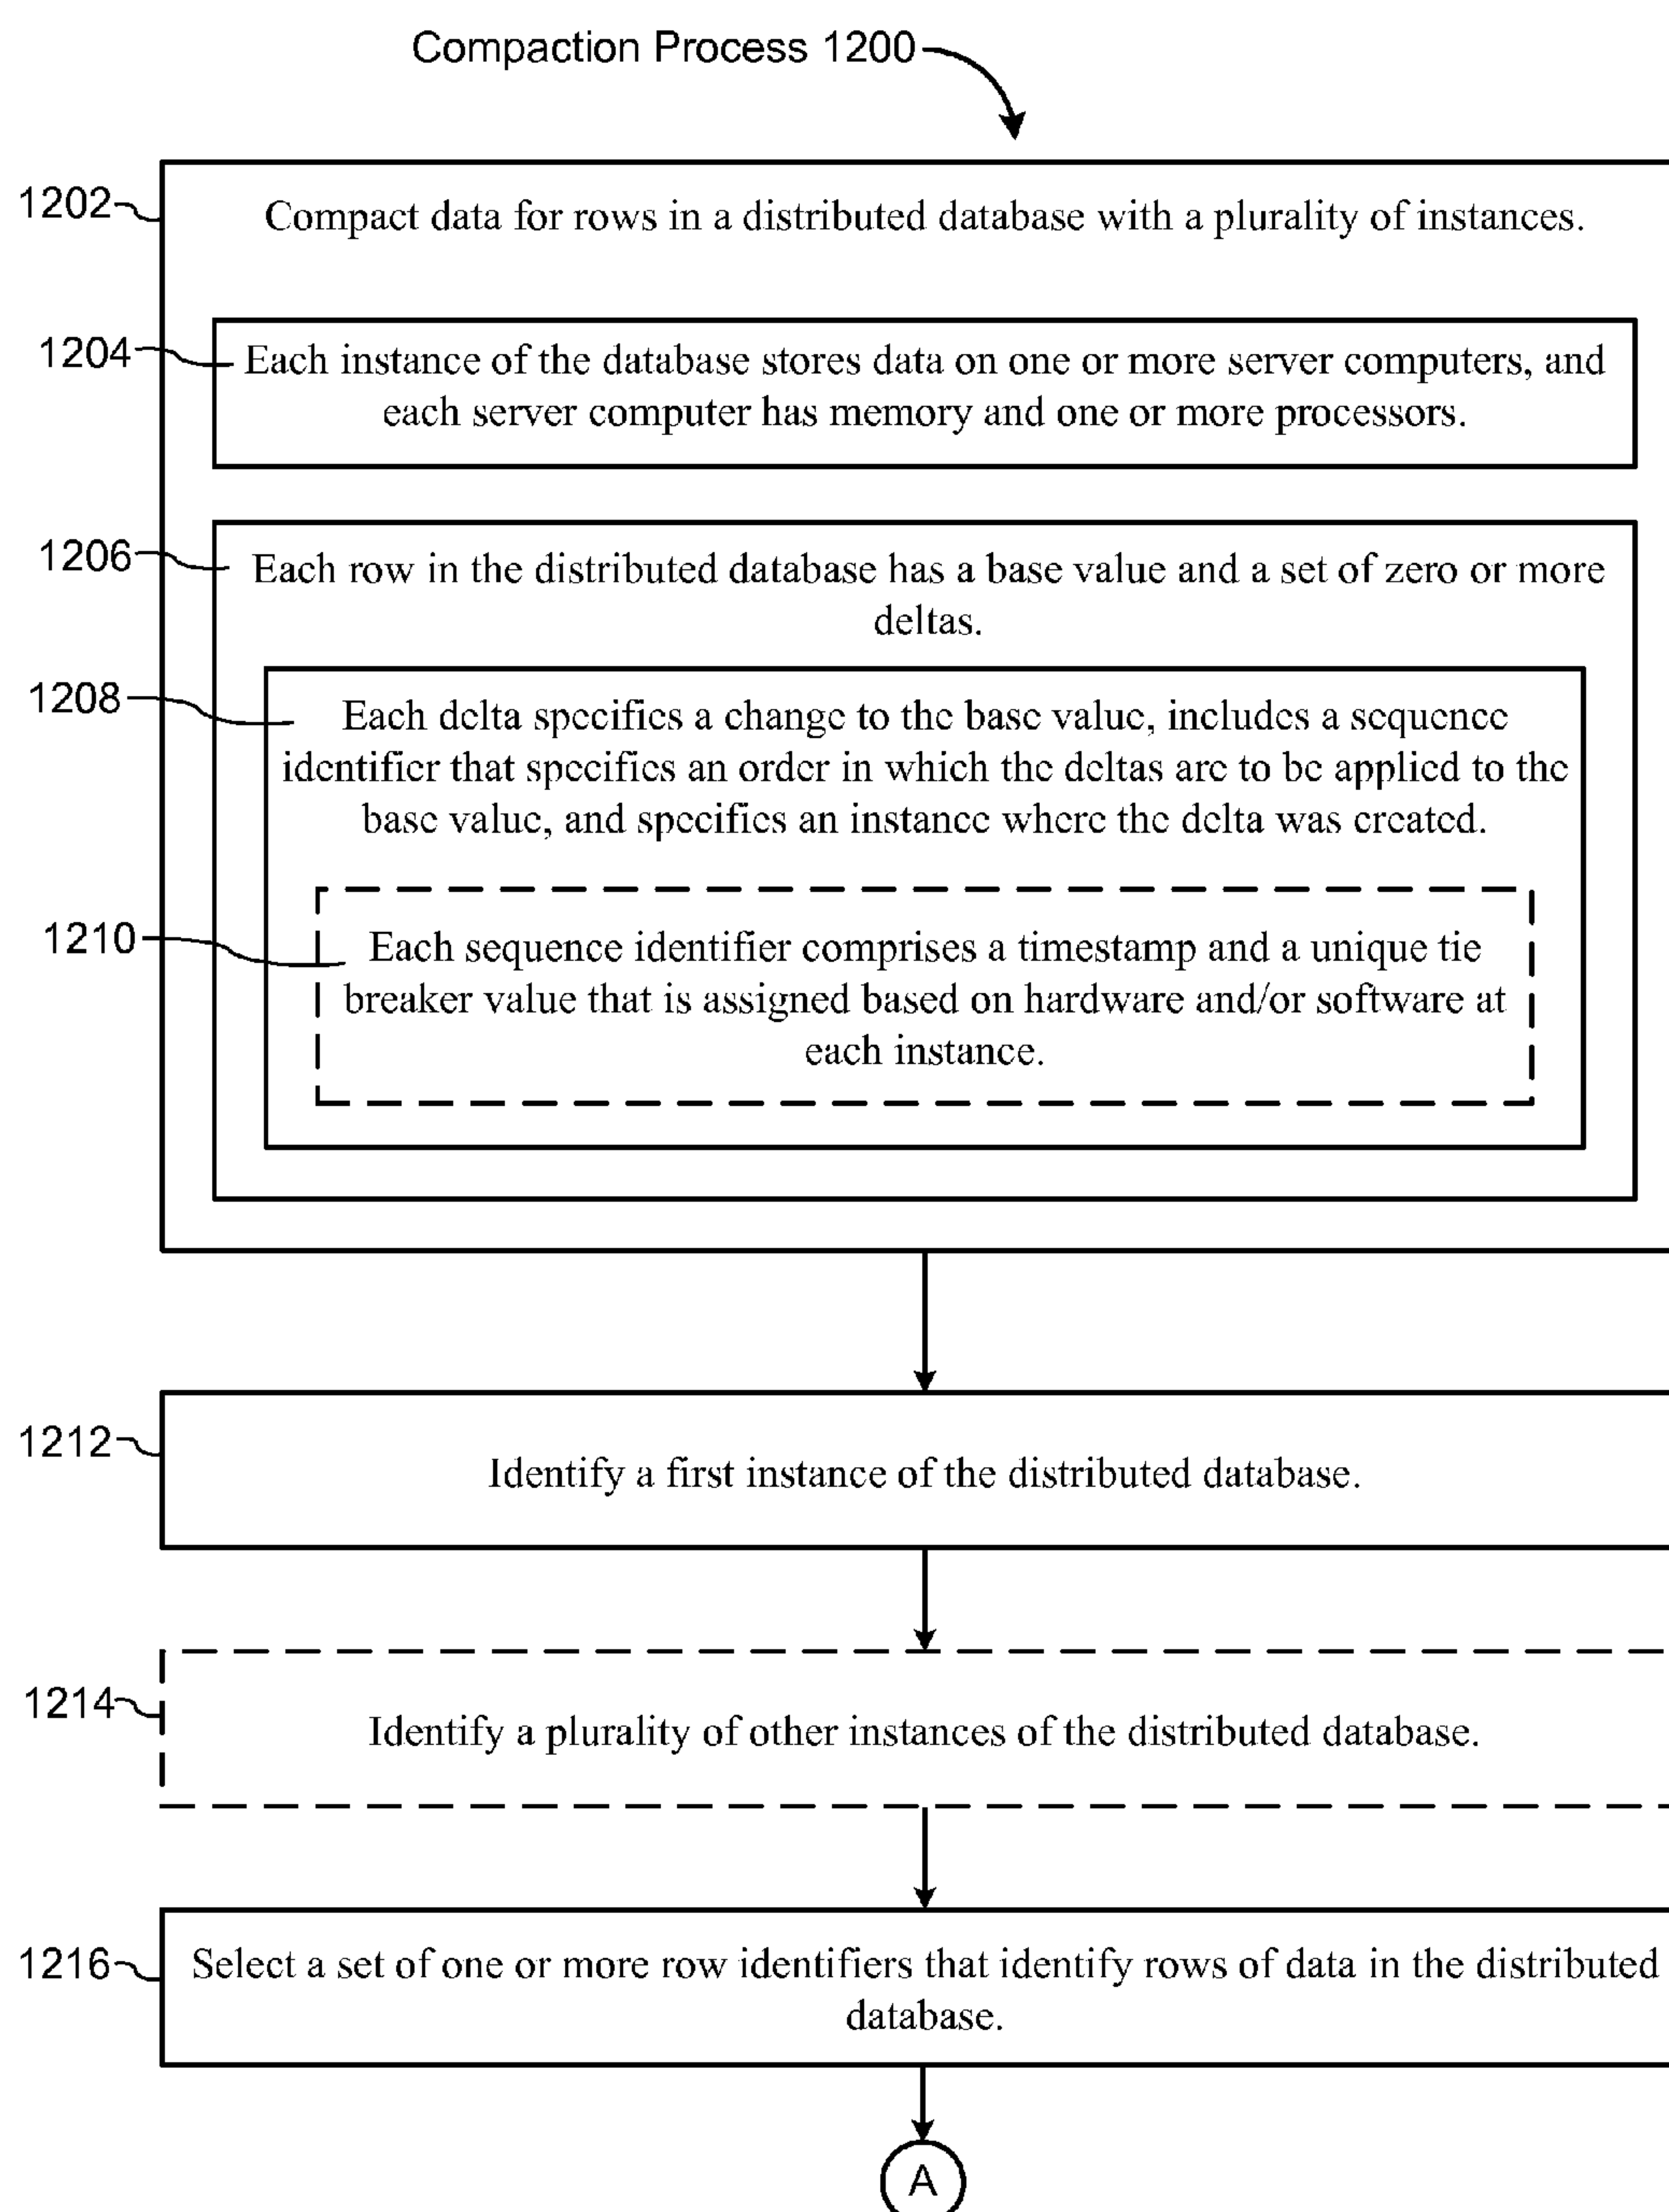 Compaction Process 1200
1202
Compact data for rows in a distributed database with a plurality of instances.
1204
Each instance of the database stores data on one or more server computers, and
each server computer has memory and one or more processors.
1206
Each row in the distributed database has a base value and a set of zero or more
deltas.
1208
Each delta specifies a change to the base value, includes a sequence
identifier that specifies an order in which the deltas are to be applied to the
base value, and specifies an instance where the delta was created.
1210
Each sequence identifier comprises a timestamp and a unique tie
breaker value that is assigned based on hardware and/or software at
each instance.
1212
Identify a first instance of the distributed database.
1214
Identify a plurality of other instances of the distributed database.
1216
Select a set of one or more row identifiers that identify rows of data in the distributed
database.
A